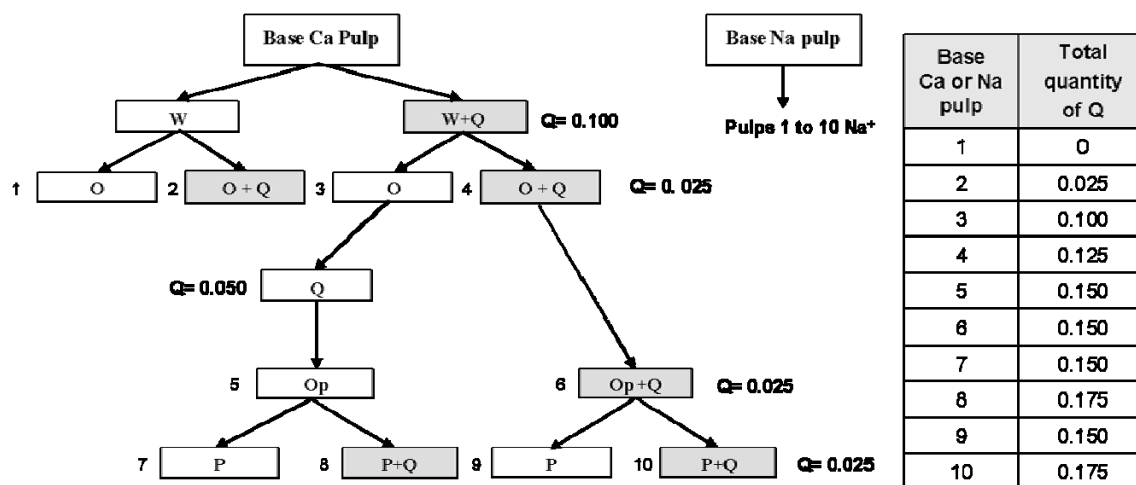 Base Ca Pulp
Base Na pulp
W
W+Q
Q= 0.100
Pulps 1 to 10 Na⁺
1
O
2
O + Q
3
O
4
O + Q
Q= 0. 025
Q= 0.050
Q
5
Op
6
Op +Q
Q= 0.025
7
P
8
P+Q
9
P
10
P+Q
Q= 0.025
Base Ca or Na pulp | Total quantity of Q
1 | 0
2 | 0.025
3 | 0.100
4 | 0.125
5 | 0.150
6 | 0.150
7 | 0.150
8 | 0.175
9 | 0.150
10 | 0.175